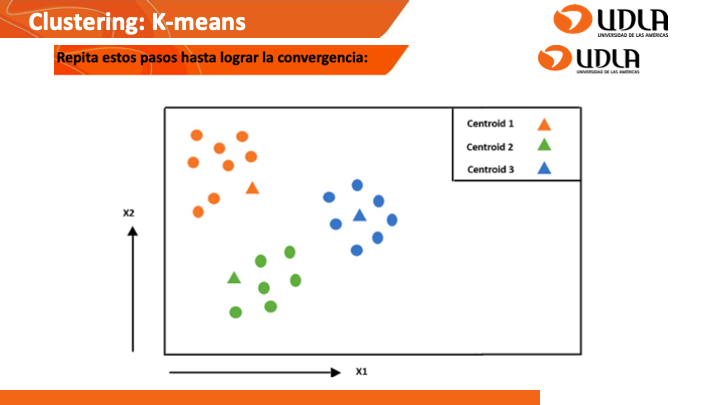 Clustering: K-means
UDLA
UNIVERSIDAD DE LAS AMÉRICAS
Repita estos pasos hasta lograr la convergencia:
UDLA
UNIVERSIDAD DE LAS AMÉRICAS
Centroid 1
Centroid 2
Centroid 3
X2
X1